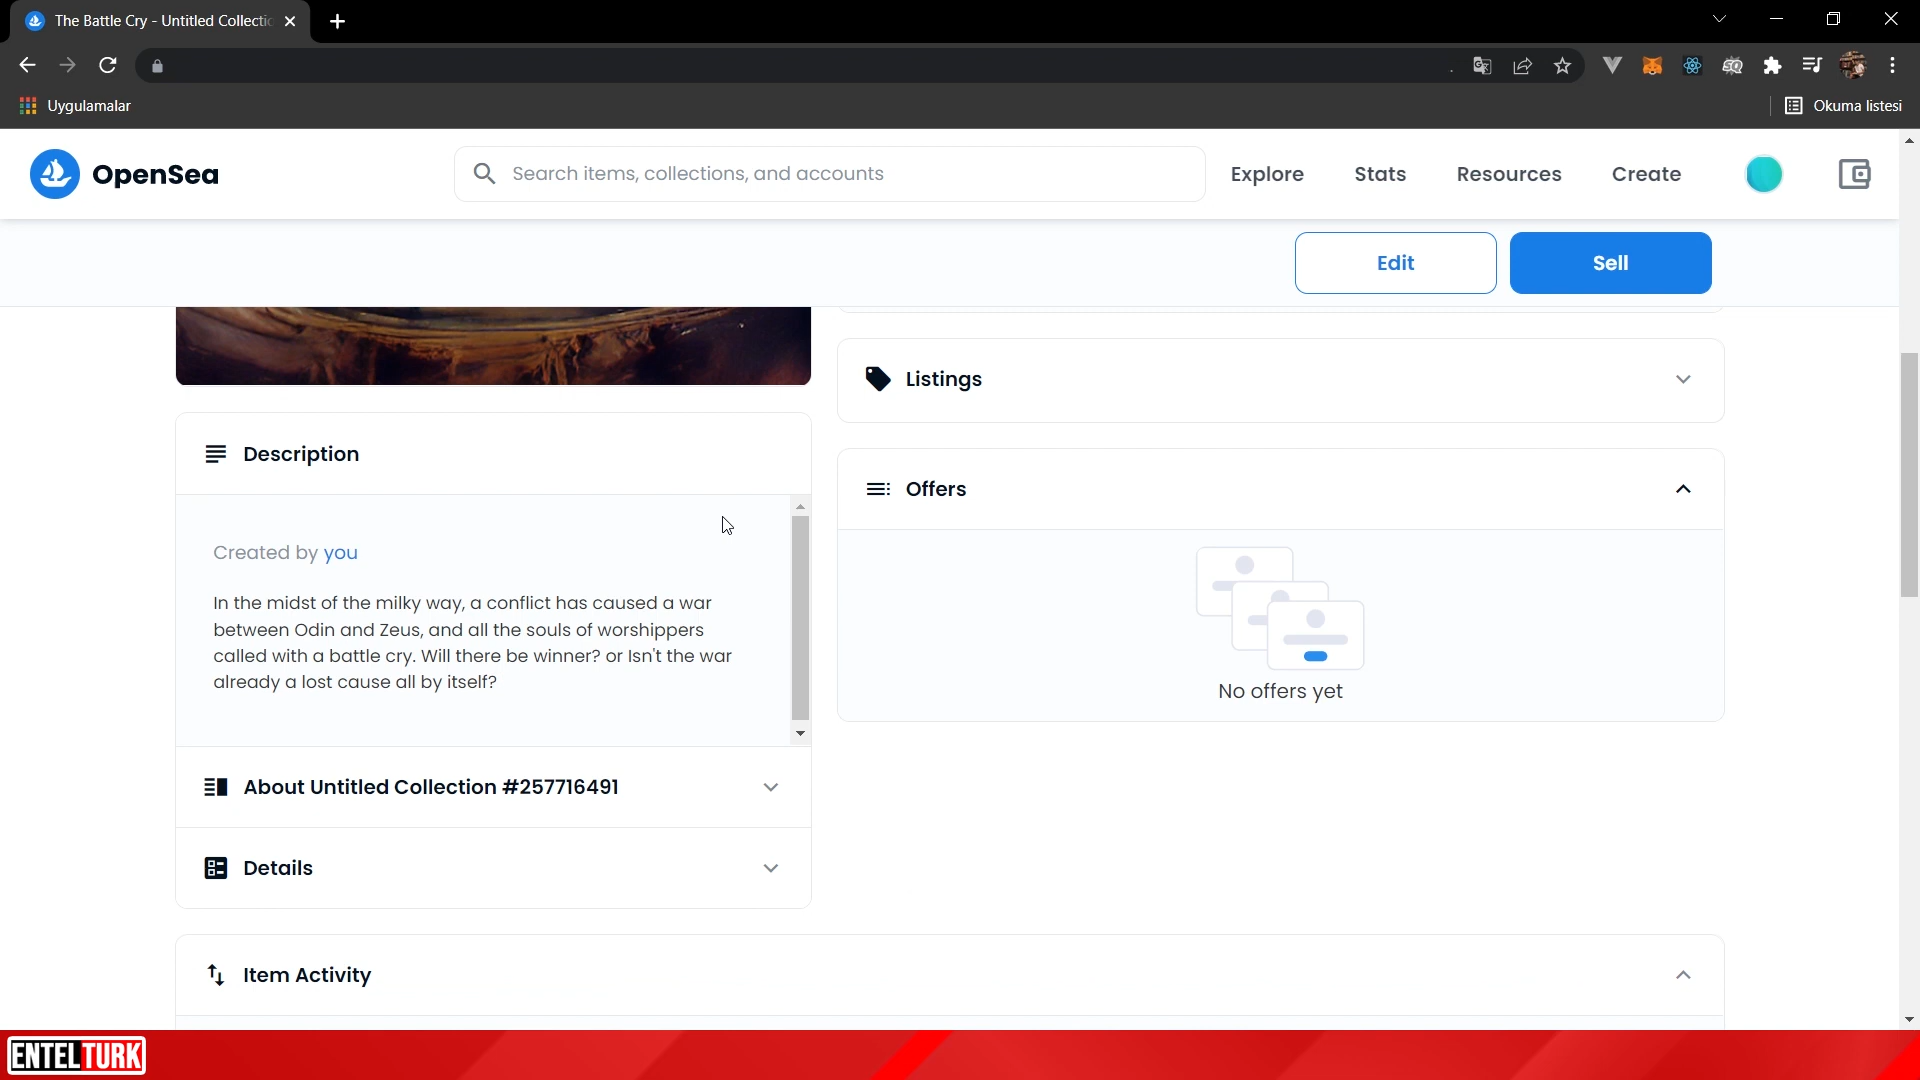 The Battle Cry - Untitled Collectic
Uygulamalar
Okuma listesi
OpenSea
Search items, collections, and accounts
Explore
Stats
Resources
Create
Edit
Sell
Listings
Description
Offers
Created by you
In the midst of the milky way, a conflict has caused a war
between Odin and Zeus, and all the souls of worshippers
called with a battle cry. Will there be winner? or Isn't the war
already a lost cause all by itself?
No offers yet
About Untitled Collection #257716491
Details
Item Activity
ENTELTURK